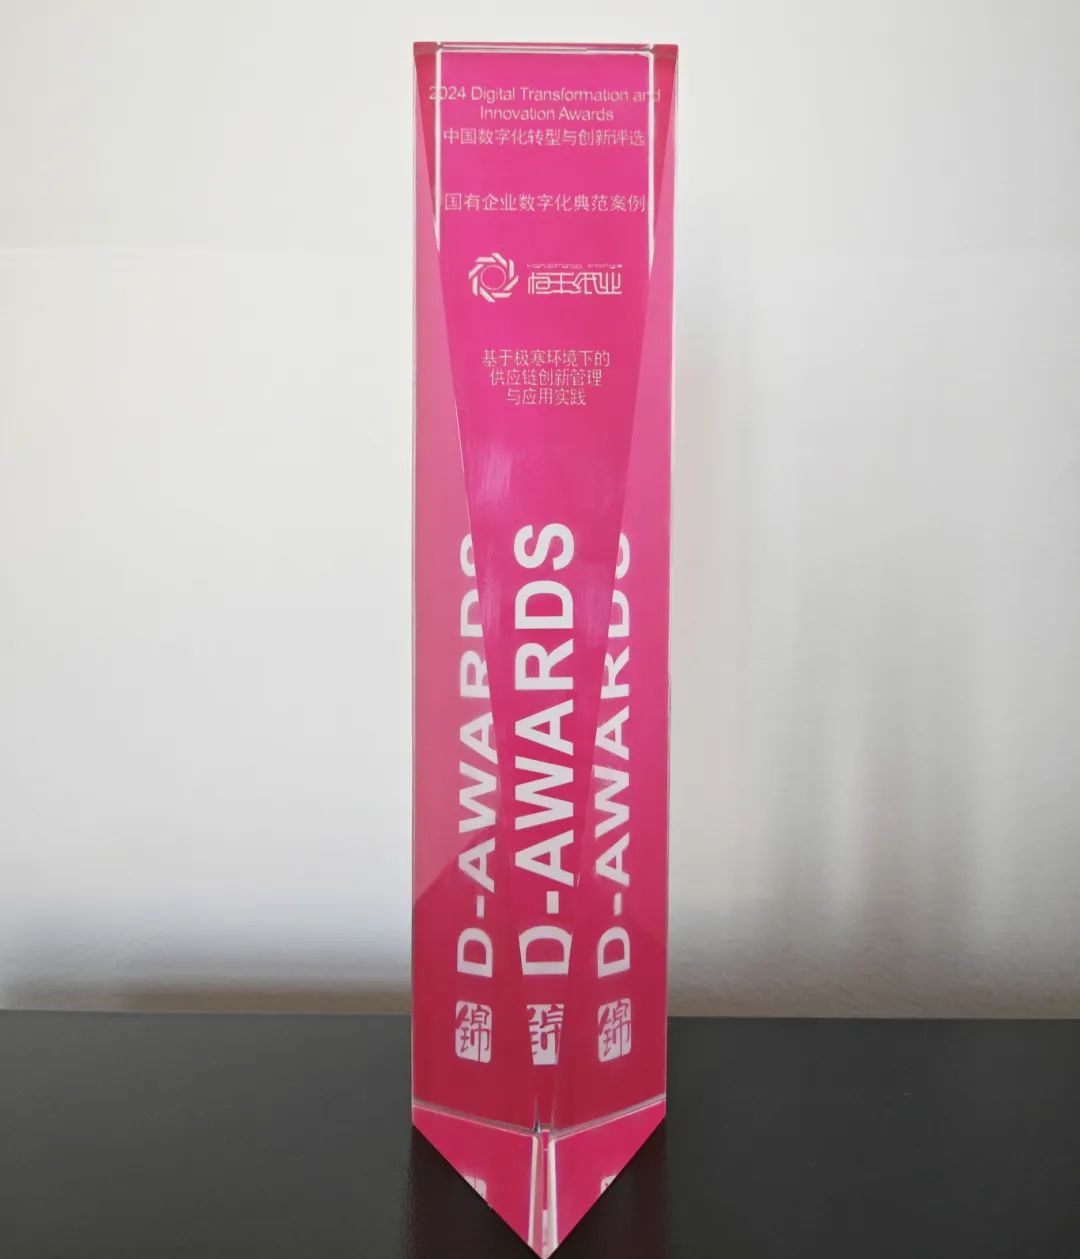 2024 Digital Transformation and
Innovation Awards
中国数字化转型与创新评选
国有企业数字化典范案例
恒丰纸业
基于极寒环境下的
供应链创新管理
与应用实践
D-AWARDS
D-AWARDS
D-AWARDS
锦
锦
锦